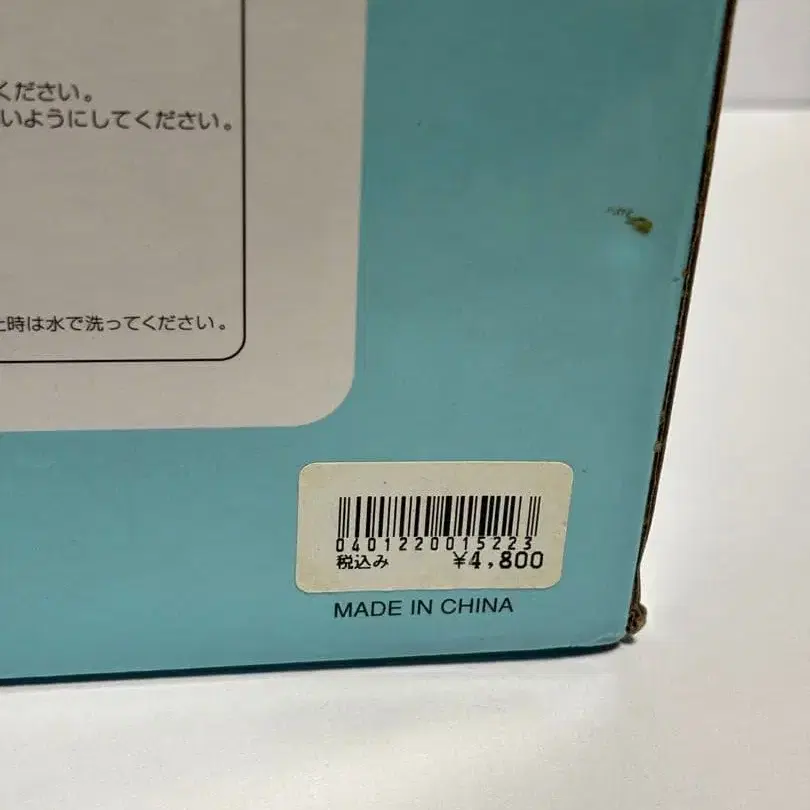 ください。
いようにしてください。
時は水で洗ってください。
0401220015223
税込み ¥4,800
MADE IN CHINA